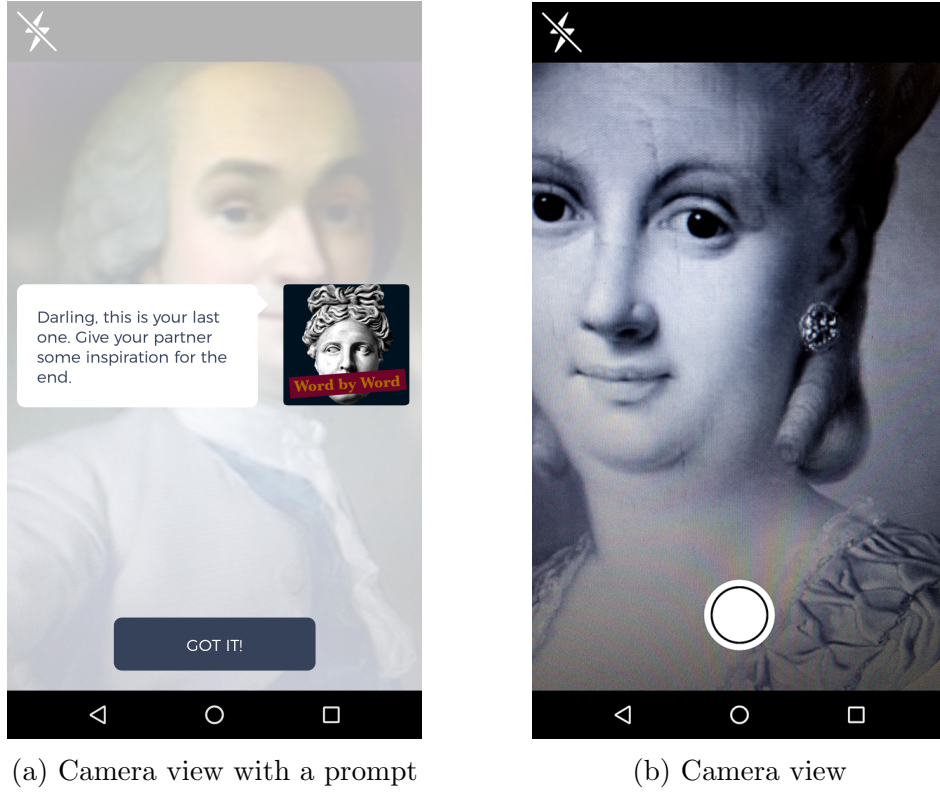 Darling, this is your last
one. Give your partner
some inspiration for the
end.
Word by Word
GOT IT!
(a) Camera view with a prompt
(b) Camera view